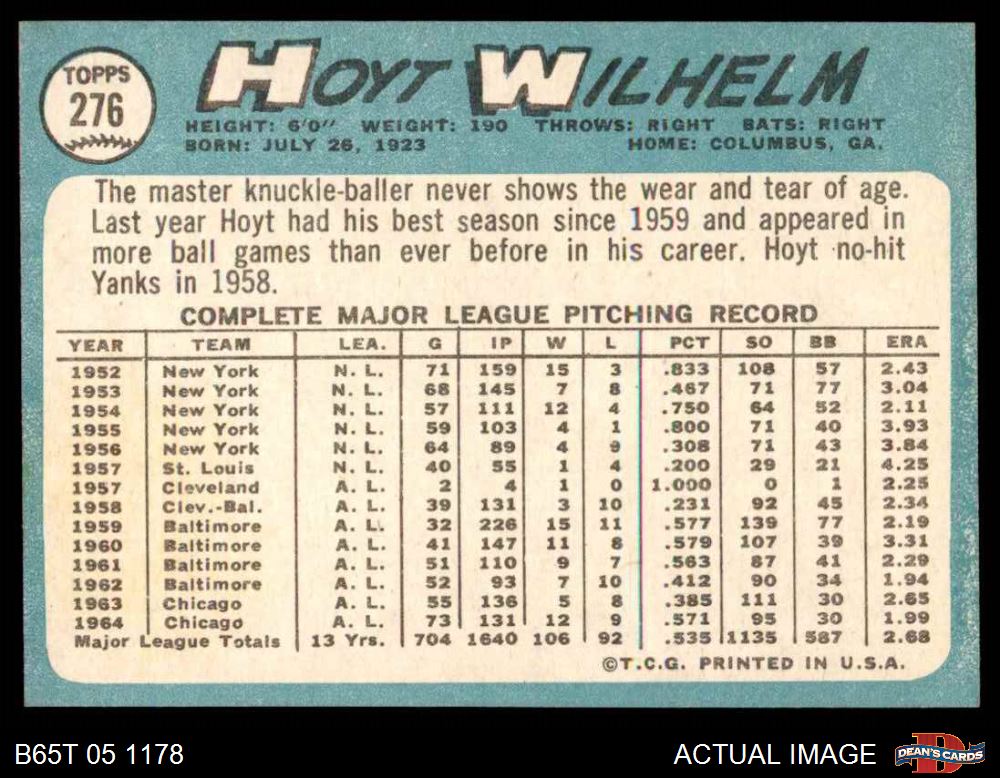 TOPPS
276
HOYT WILHELM
HEIGHT: 6'0" WEIGHT: 190 THROWS: RIGHT BATS: RIGHT
BORN: JULY 26, 1923 HOME: COLUMBUS, GA.
The master knuckle-baller never shows the wear and tear of age.
Last year Hoyt had his best season since 1959 and appeared in
more ball games than ever before in his career. Hoyt no-hit
Yanks in 1958.
COMPLETE MAJOR LEAGUE PITCHING RECORD
YEAR TEAM LEA. G IP W L PCT SO BB ERA
1952 New York N. L. 71 159 15 3 .833 108 57 2.43
1953 New York N. L. 68 145 7 8 .467 71 77 3.04
1954 New York N. L. 57 111 12 4 .750 64 52 2.11
1955 New York N. L. 59 103 4 1 .800 71 40 3.93
1956 New York N. L. 64 89 4 9 .308 71 43 3.84
1957 St. Louis N. L. 40 55 1 4 .200 29 21 4.25
1957 Cleveland A. L. 2 4 1 0 1.000 0 1 2.25
1958 Clev.-Bal. A. L. 39 131 3 10 .231 92 45 2.34
1959 Baltimore A. L. 32 226 15 11 .577 139 77 2.19
1960 Baltimore A. L. 41 147 11 8 .579 107 39 3.31
1961 Baltimore A. L. 51 110 9 7 .563 87 41 2.29
1962 Baltimore A. L. 52 93 7 10 .412 90 34 1.94
1963 Chicago A. L. 55 136 5 8 .385 111 30 2.65
1964 Chicago A. L. 73 131 12 9 .571 95 30 1.99
Major League Totals 13 Yrs. 704 1640 106 92 .535 1135 587 2.68
©T.C.G. PRINTED IN U.S.A.
B65T 05 1178 ACTUAL IMAGE DEAN'S CARDS